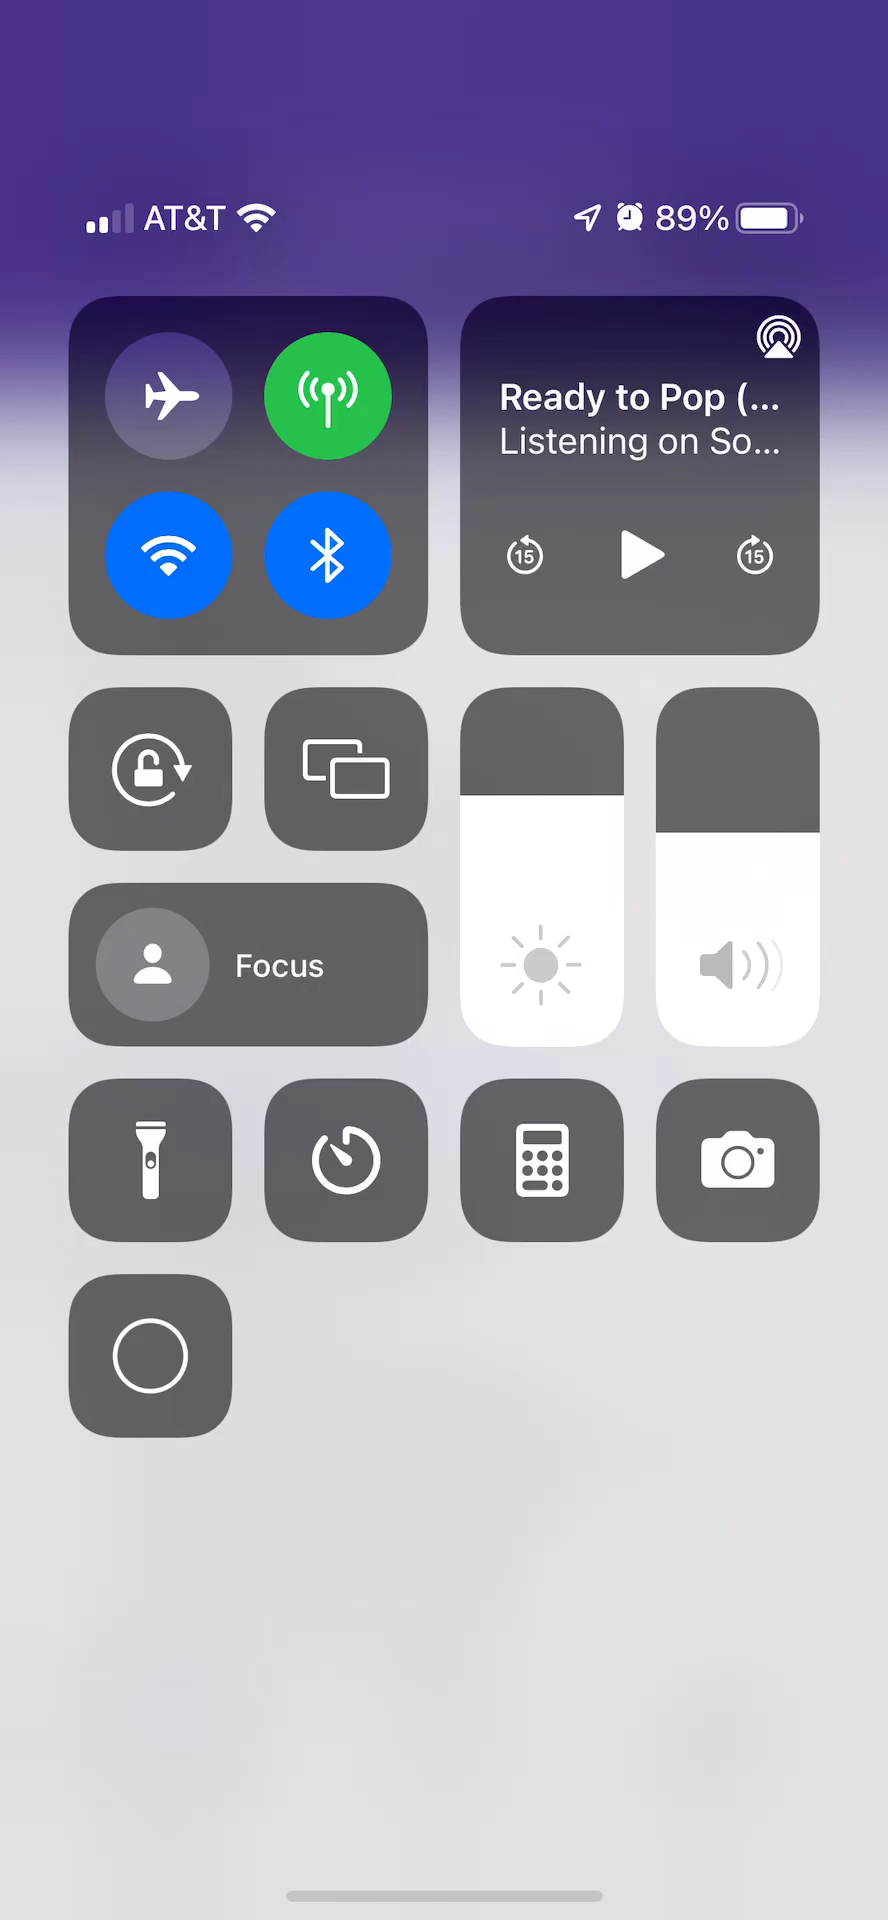 AT&T 89%
Ready to Pop (...
Listening on So...
15 15
Focus